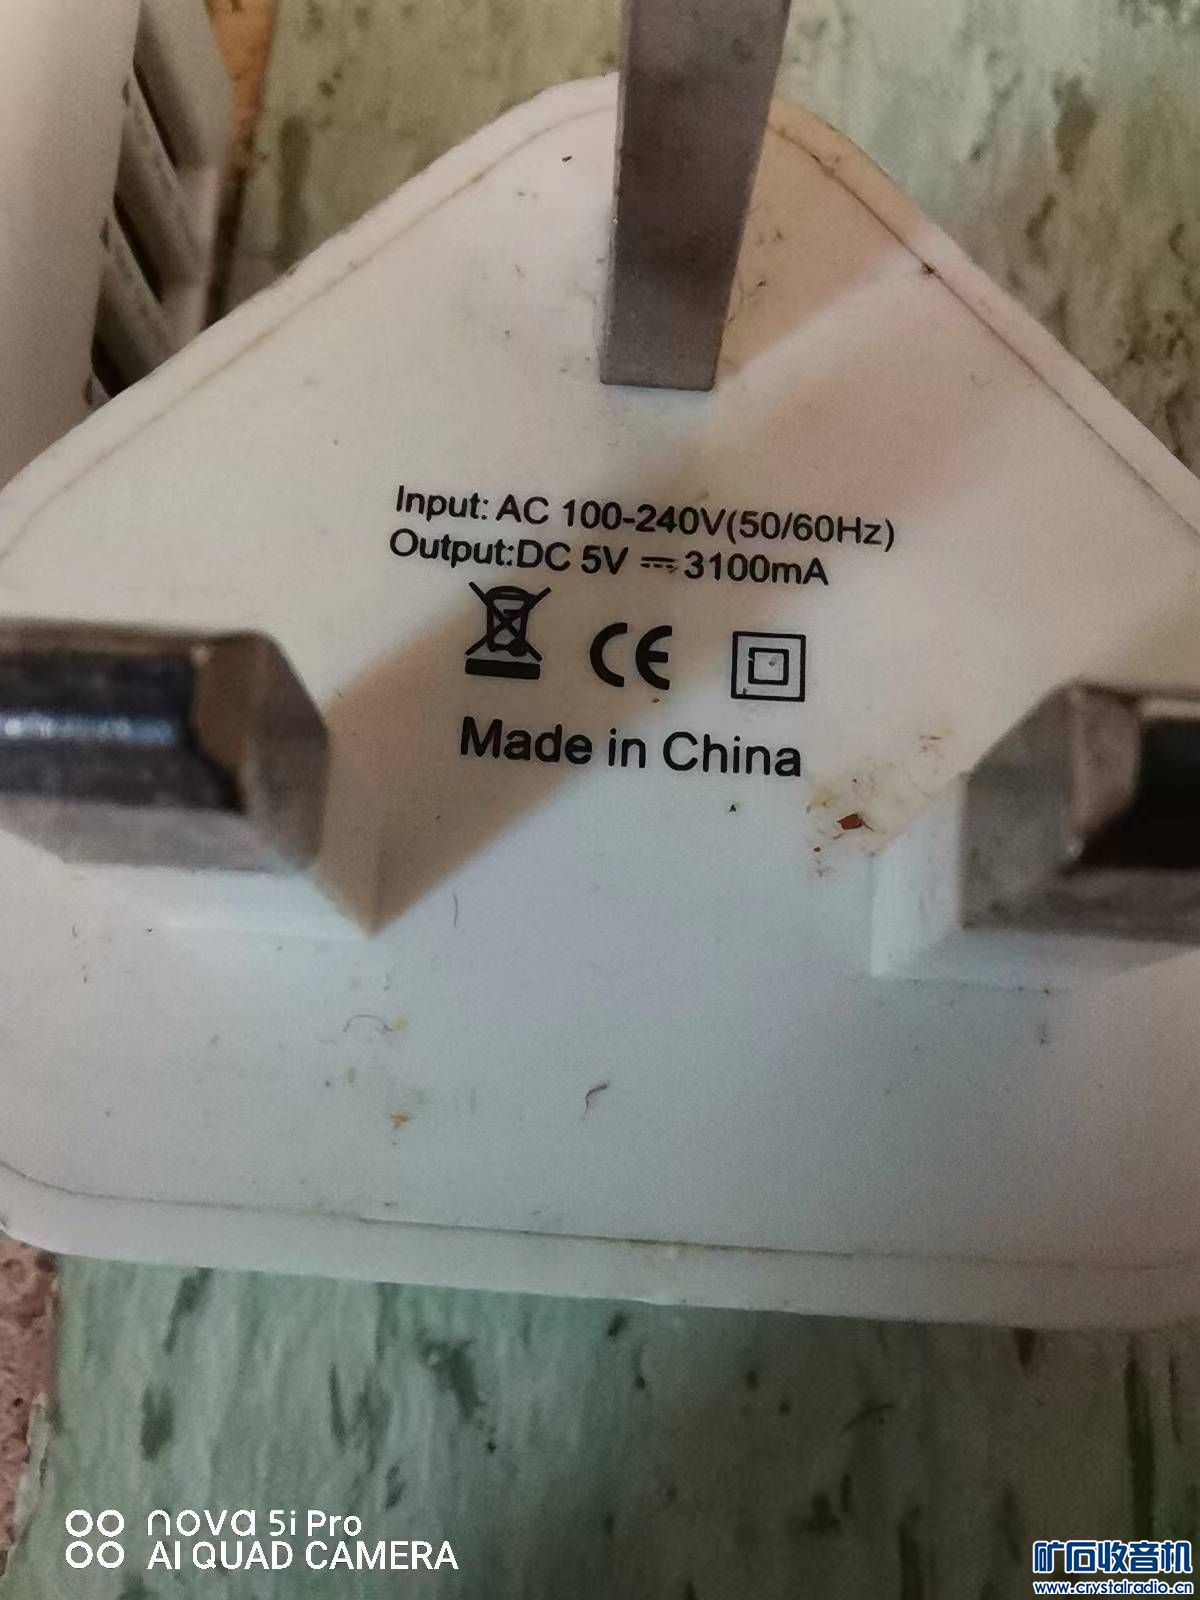 Input: AC 100-240V(50/60Hz)
Output:DC 5V ⎓3100mA
CE
Made in China
nova 5i Pro
AI QUAD CAMERA
矿石收音机
www.crystalradio.cn